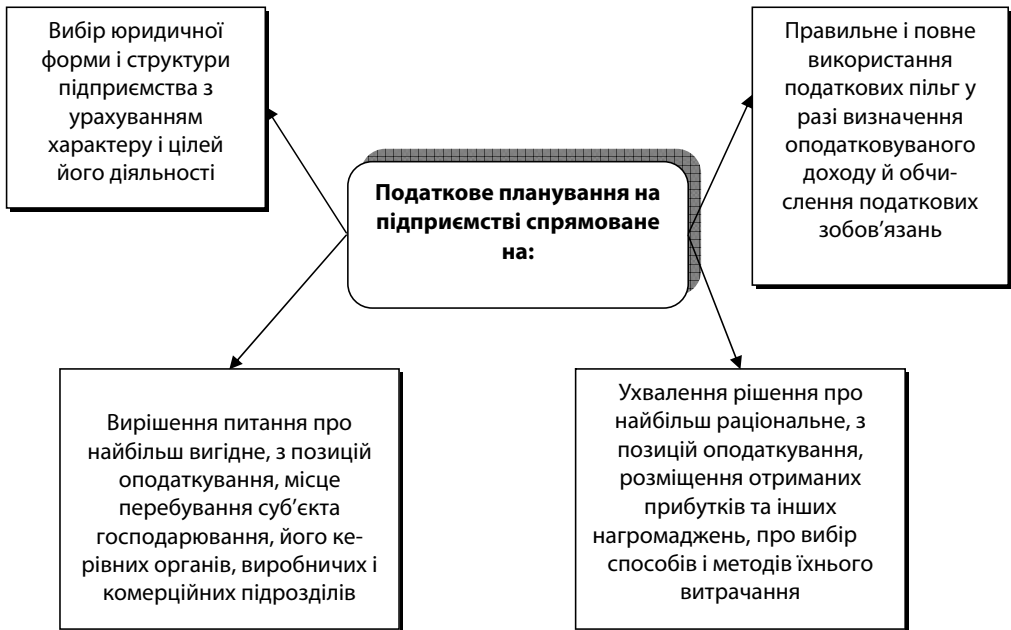 Вибір юридичної
форми і структури
підприємства з
урахуванням
характеру і цілей
його діяльності
Правильне і повне
використання
податкових пільг у
разі визначення
оподатковуваного
доходу й обчи-
слення податкових
зобов’язань
Податкове планування на
підприємстві спрямоване
на:
Вирішення питання про
найбільш вигідне, з позицій
оподаткування, місце
перебування суб’єкта
господарювання, його ке-
рівних органів, виробничих і
комерційних підрозділів
Ухвалення рішення про
найбільш раціональне, з
позицій оподаткування,
розміщення отриманих
прибутків та інших
нагромаджень, про вибір
способів і методів їхнього
витрачання